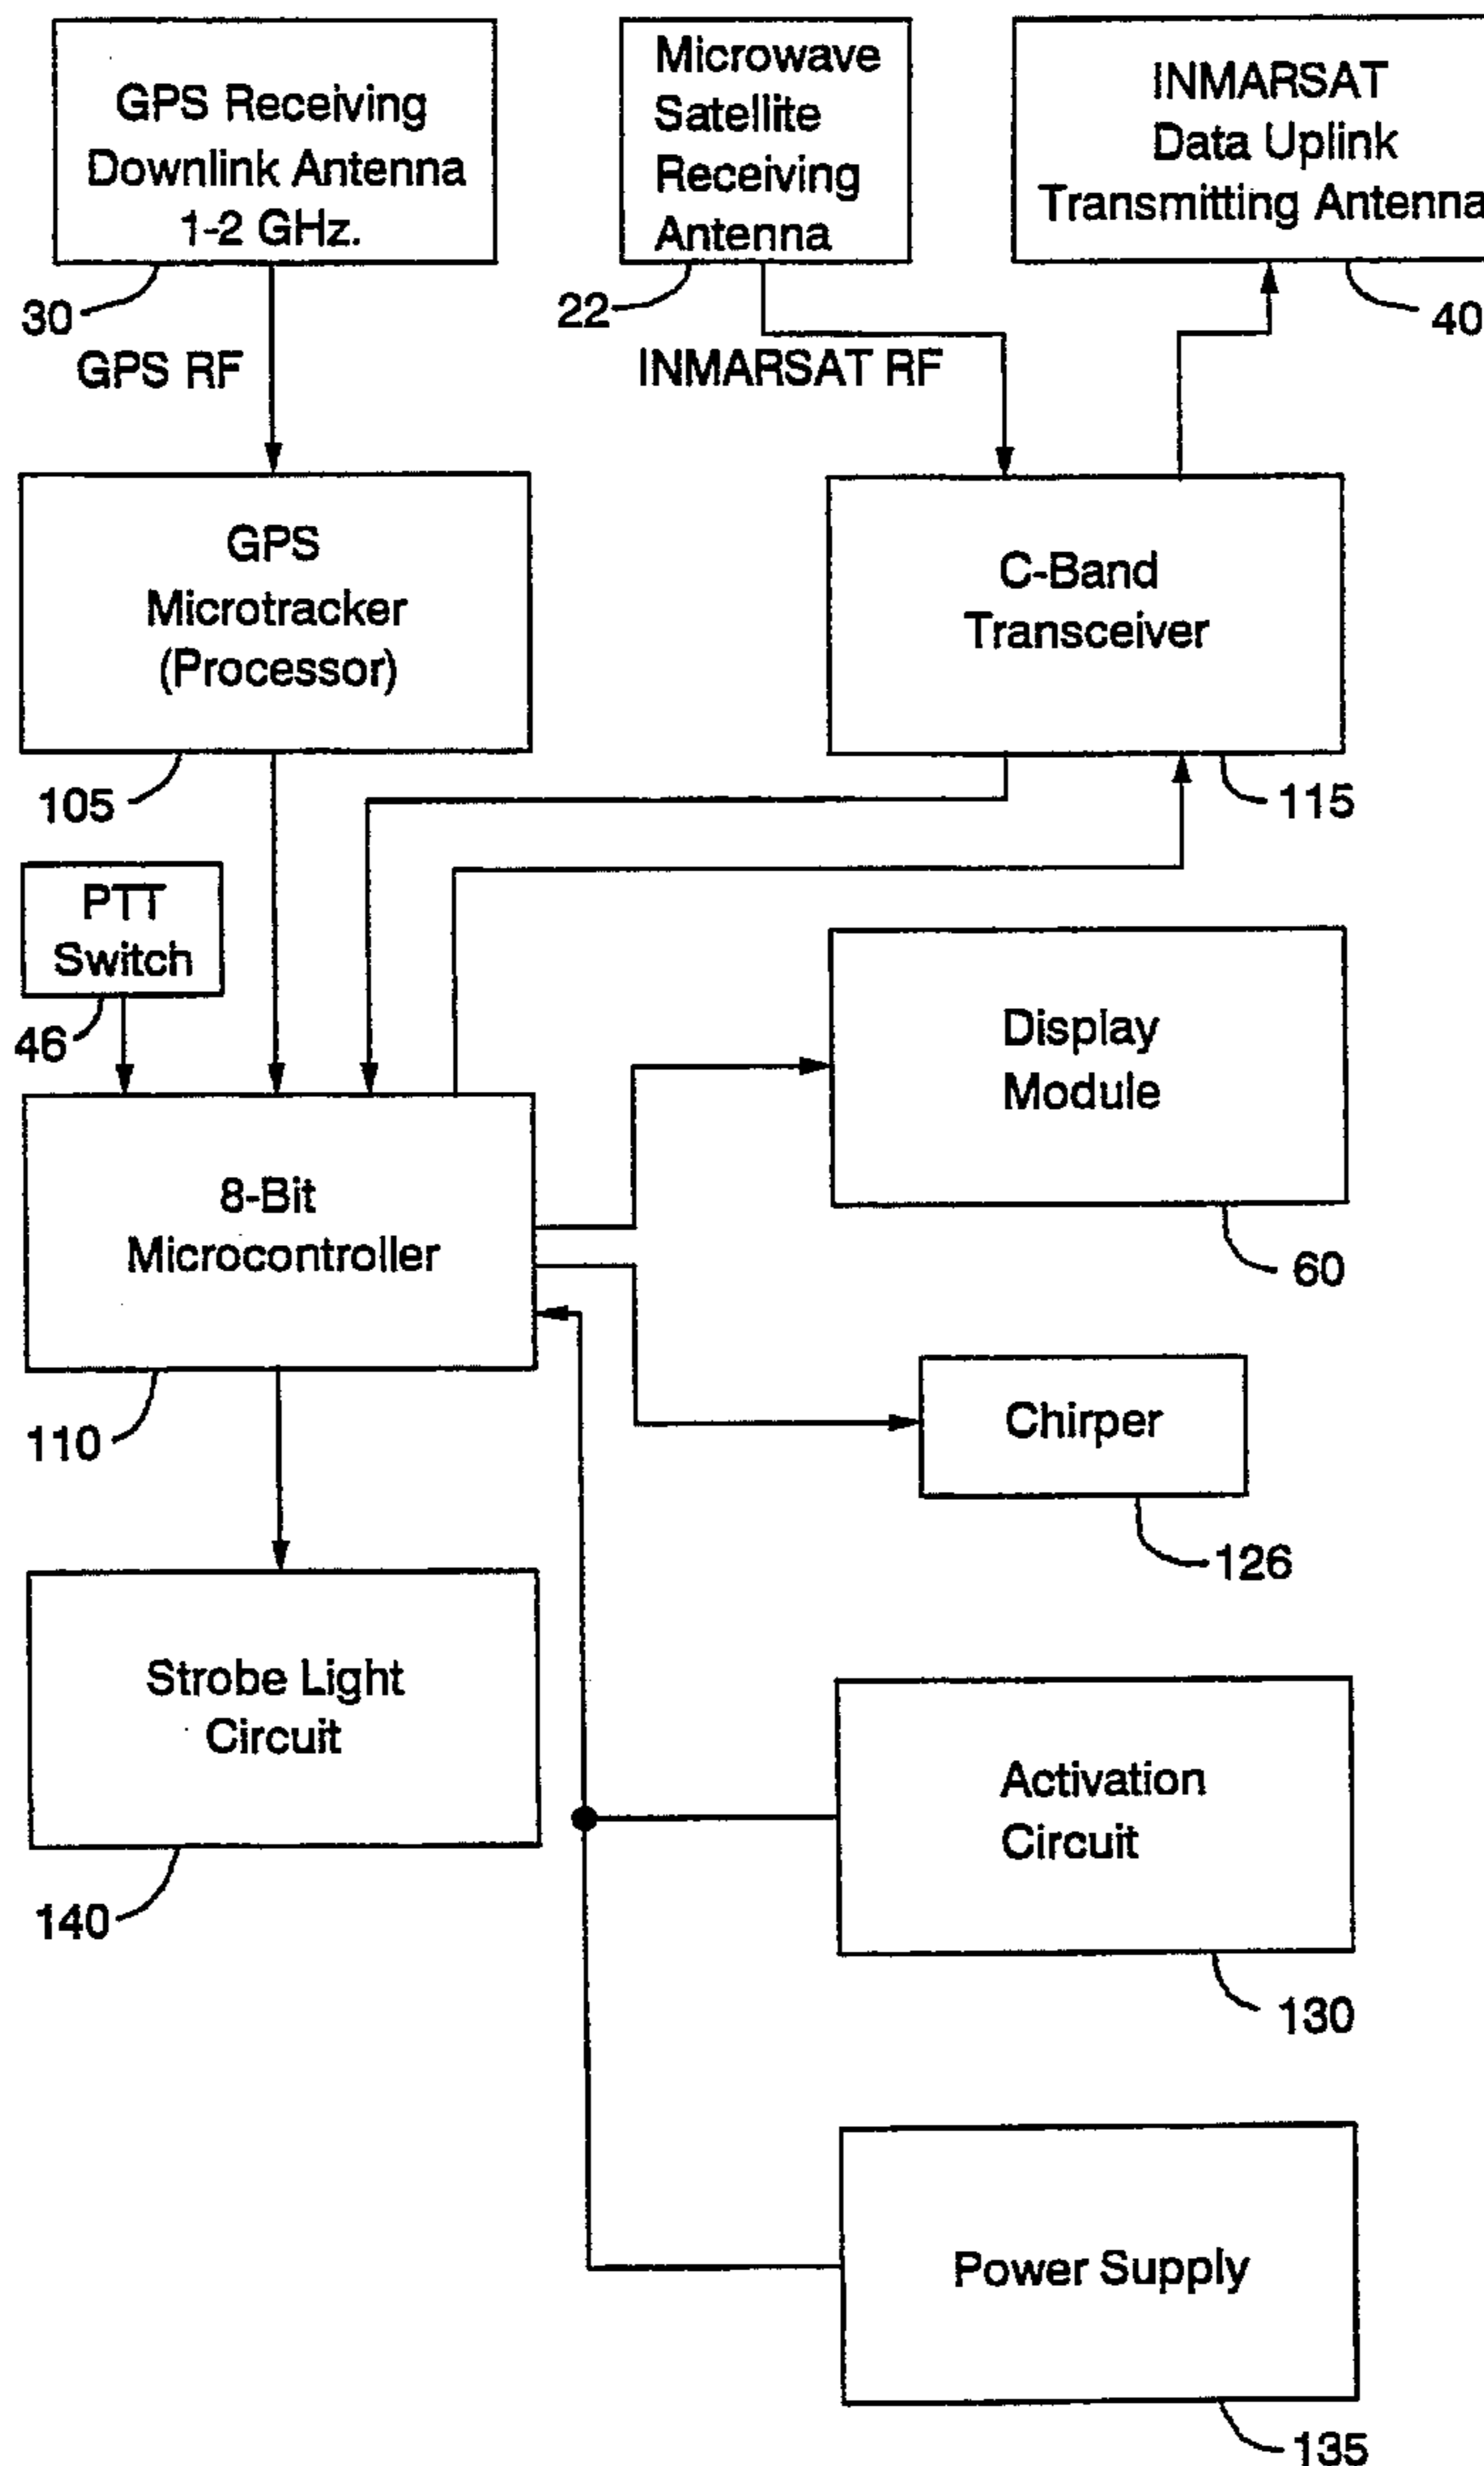 GPS Receiving
Downlink Antenna
1-2 GHz.
30
Microwave
Satellite
Receiving
Antenna
22
INMARSAT
Data Uplink
Transmitting Antenna
40
GPS RF
INMARSAT RF
GPS
Microtracker
(Processor)
105
C-Band
Transceiver
115
PTT
Switch
46
Display
Module
60
8-Bit
Microcontroller
110
Chirper
126
Strobe Light
Circuit
140
Activation
Circuit
130
Power Supply
135